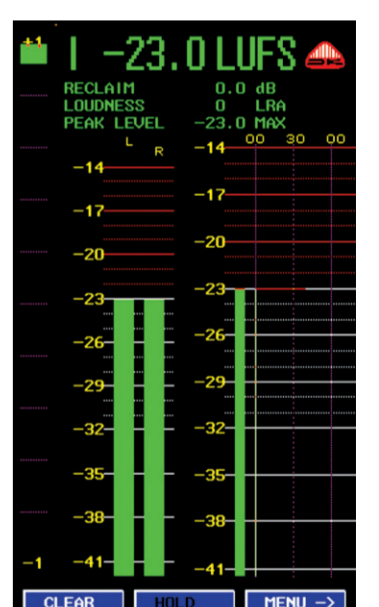 +1
I -23.0 LUFS
RECLAIM 0.0 dB
LOUDNESS 0 LRA
PEAK LEVEL -23.0 MAX
L R
00 30 00
-14 -14
-17 -17
-20 -20
-23 -23
-26 -26
-29 -29
-32 -32
-35 -35
-38 -38
-1 -41 -41
CLEAR HOLD MENU ->